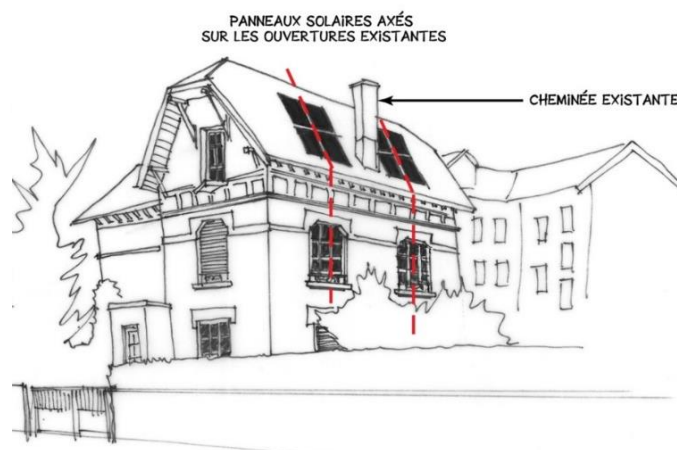 PANNEAUX SOLAIRES AXÉS
SUR LES OUVERTURES EXISTANTES
CHEMINÉE EXISTANTE